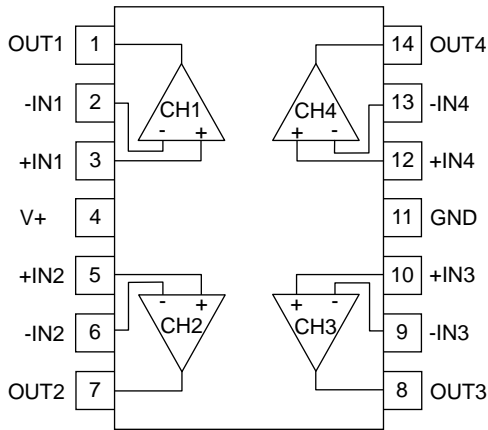 OUT1 1 14 OUT4
-IN1 2 CH1 CH4 13 -IN4
- + + -
+IN1 3 12 +IN4
V+ 4 11 GND
+IN2 5 10 +IN3
- + + -
-IN2 6 CH2 CH3 9 -IN3
OUT2 7 8 OUT3